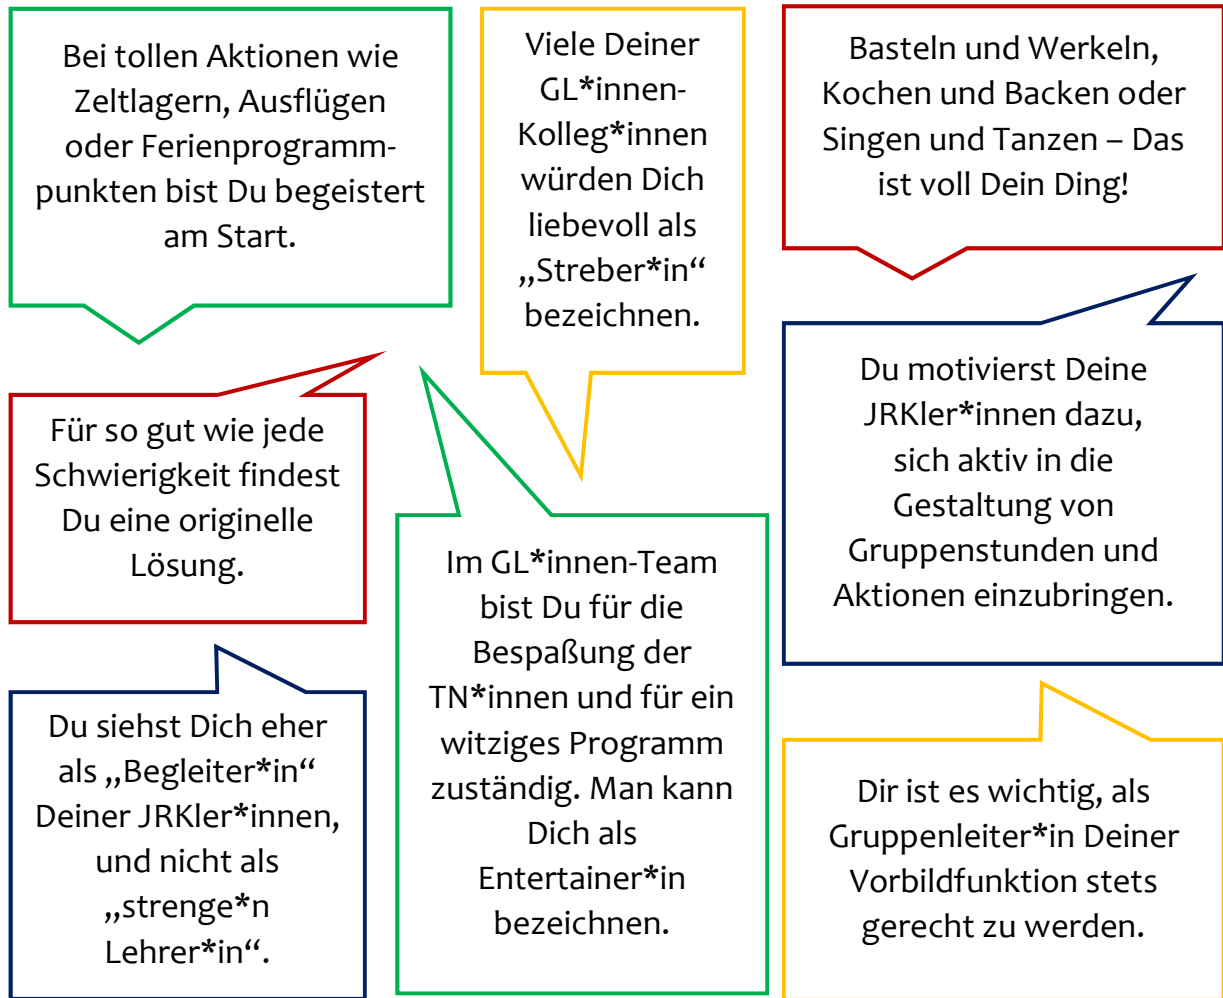 Bei tollen Aktionen wie
Zeltlagern, Ausflügen
oder Ferienprogramm-
punkten bist Du begeistert
am Start.
Viele Deiner
GL*innen-
Kolleg*innen
würden Dich
liebevoll als
„Streber*in“
bezeichnen.
Basteln und Werkeln,
Kochen und Backen oder
Singen und Tanzen – Das
ist voll Dein Ding!
Für so gut wie jede
Schwierigkeit findest
Du eine originelle
Lösung.
Du motivierst Deine
JRKler*innen dazu,
sich aktiv in die
Gestaltung von
Gruppenstunden und
Aktionen einzubringen.
Du siehst Dich eher
als „Begleiter*in“
Deiner JRKler*innen,
und nicht als
„strenge*n
Lehrer*in“.
Im GL*innen-Team
bist Du für die
Bespaßung der
TN*innen und für ein
witziges Programm
zuständig. Man kann
Dich als
Entertainer*in
bezeichnen.
Dir ist es wichtig, als
Gruppenleiter*in Deiner
Vorbildfunktion stets
gerecht zu werden.